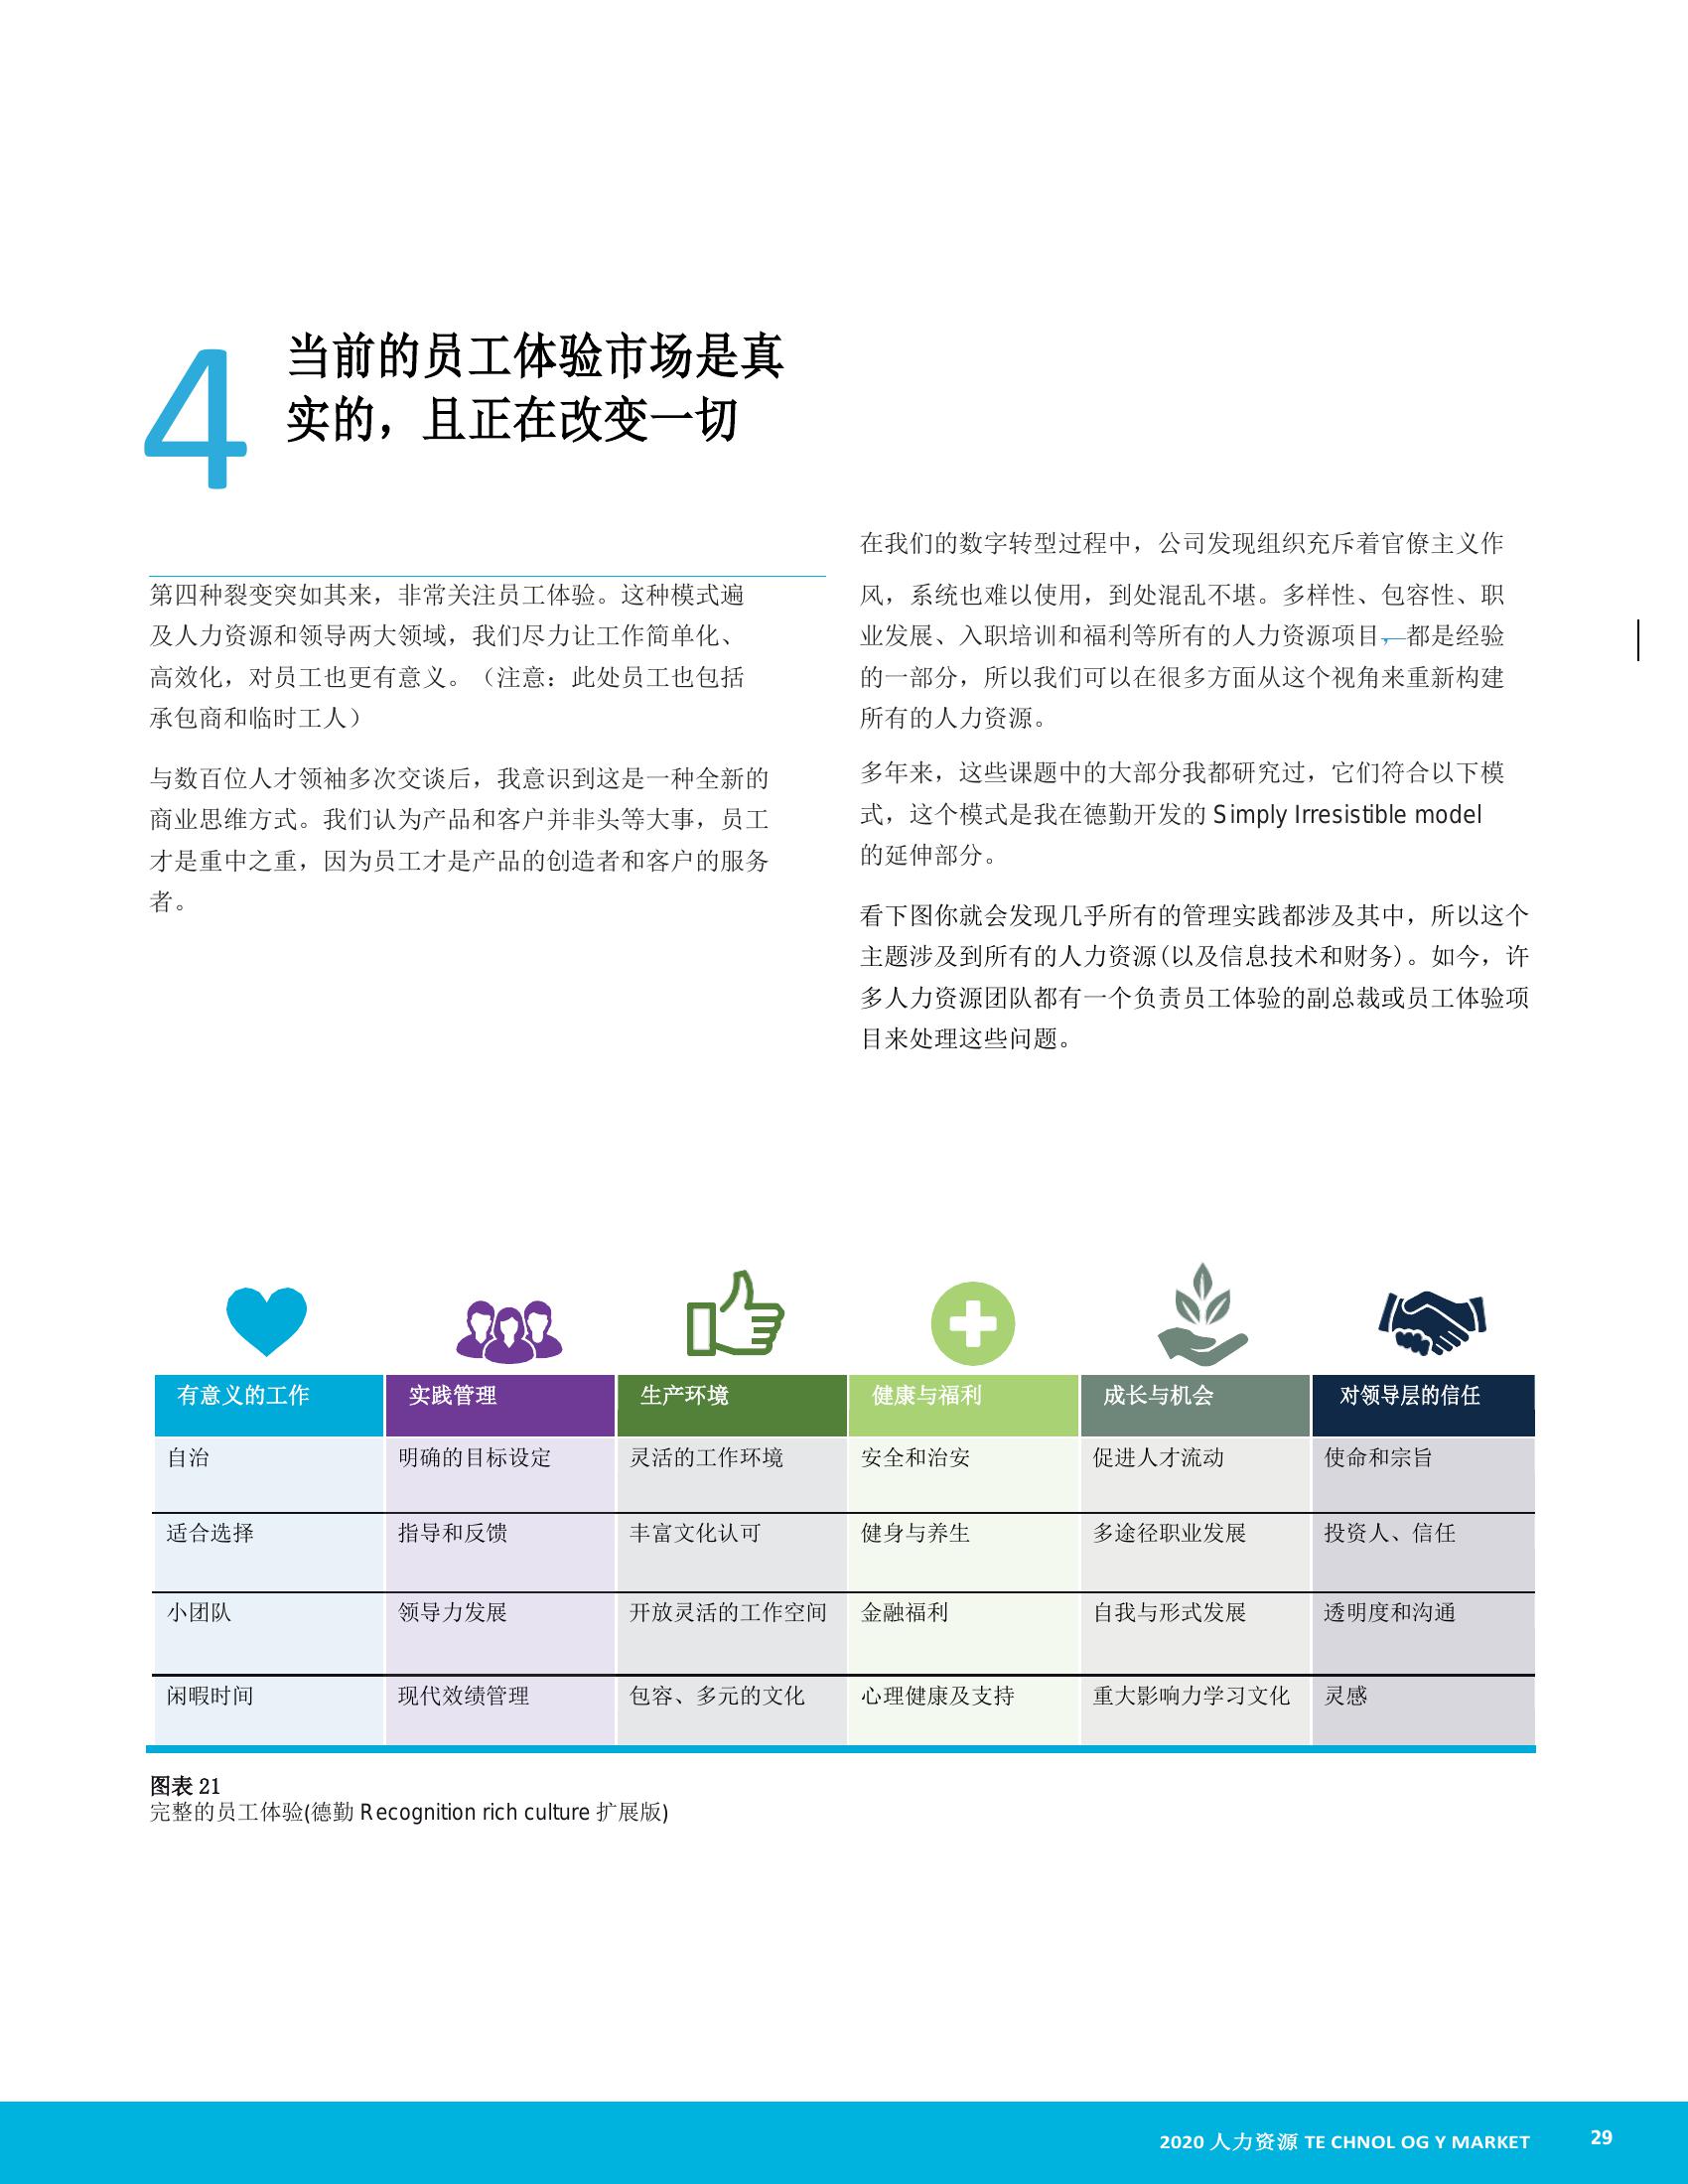 4
当前的员工体验市场是真
实的，且正在改变一切
第四种裂变突如其来，非常关注员工体验。这种模式遍
及人力资源和领导两大领域，我们尽力让工作简单化、
高效化，对员工也更有意义。（注意：此处员工也包括
承包商和临时工人）
与数百位人才领袖多次交谈后，我意识到这是一种全新的
商业思维方式。我们认为产品和客户并非头等大事，员工
才是重中之重，因为员工才是产品的创造者和客户的服务
者。
在我们的数字转型过程中，公司发现组织充斥着官僚主义作
风，系统也难以使用，到处混乱不堪。多样性、包容性、职
业发展、入职培训和福利等所有的人力资源项目，都是经验
的一部分，所以我们可以在很多方面从这个视角来重新构建
所有的人力资源。
多年来，这些课题中的大部分我都研究过，它们符合以下模
式，这个模式是我在德勤开发的 Simply Irresistible model
的延伸部分。
看下图你就会发现几乎所有的管理实践都涉及其中，所以这个
主题涉及到所有的人力资源(以及信息技术和财务)。如今，许
多人力资源团队都有一个负责员工体验的副总裁或员工体验项
目来处理这些问题。
有意义的工作 实践管理 生产环境 健康与福利 成长与机会 对领导层的信任
自治 明确的目标设定 灵活的工作环境 安全和治安 促进人才流动 使命和宗旨
适合选择 指导和反馈 丰富文化认可 健身与养生 多途径职业发展 投资人、信任
小团队 领导力发展 开放灵活的工作空间 金融福利 自我与形式发展 透明度和沟通
闲暇时间 现代效绩管理 包容、多元的文化 心理健康及支持 重大影响力学习文化 灵感
图表 21
完整的员工体验(德勤 Recognition rich culture 扩展版)
2020 人力资源 TE CHNOL OG Y MARKET 29